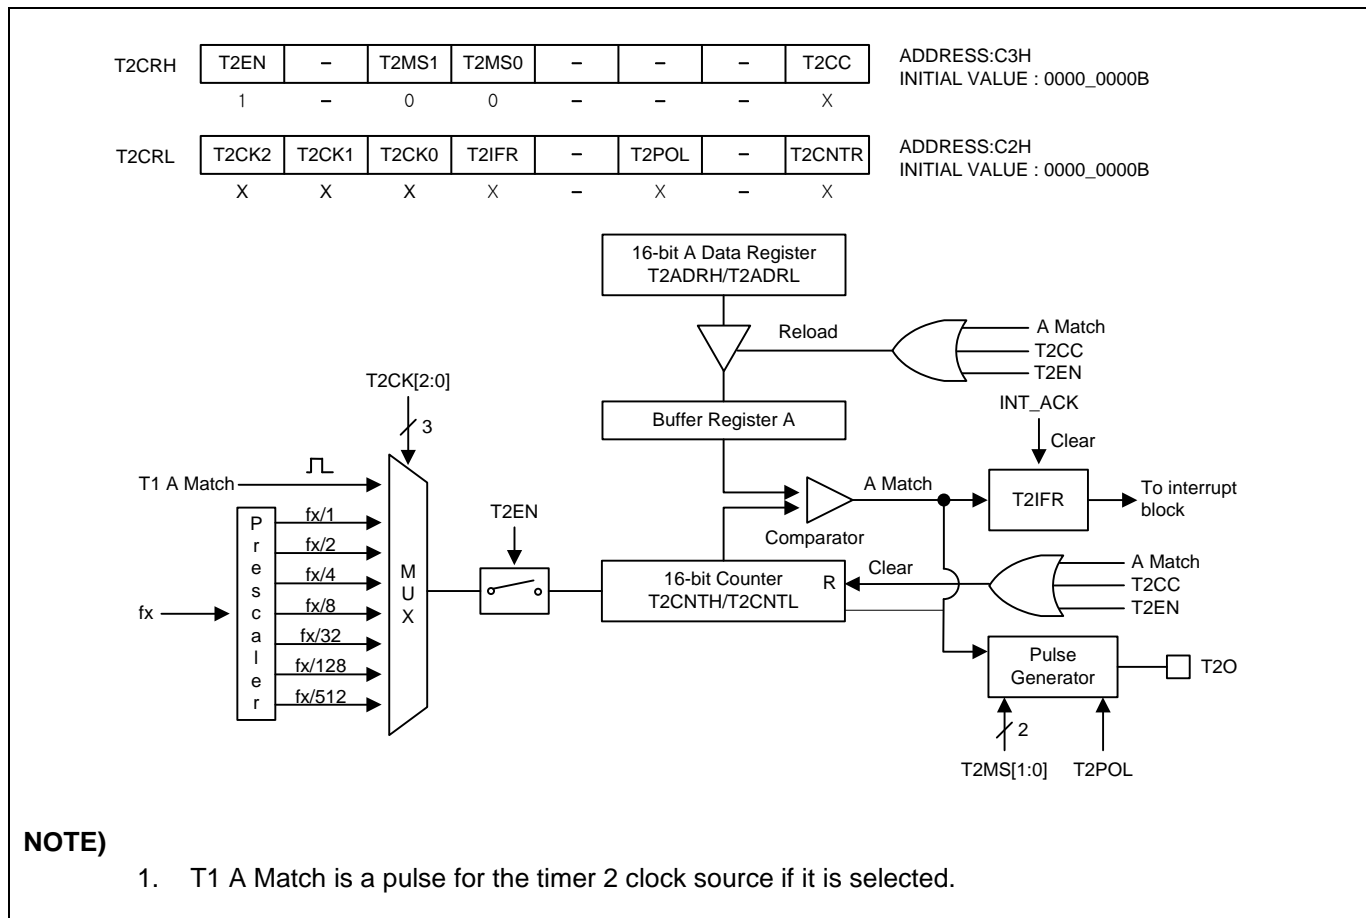 T2CRH T2EN – T2MS1 T2MS0 – – – T2CC ADDRESS:C3H
INITIAL VALUE : 0000_0000B
1 – 0 0 – – – X
T2CRL T2CK2 T2CK1 T2CK0 T2IFR – T2POL – T2CNTR ADDRESS:C2H
INITIAL VALUE : 0000_0000B
X X X X – X – X
16-bit A Data Register
T2ADRH/T2ADRL
Reload
A Match
T2CC
T2EN
T2CK[2:0]
3
Buffer Register A
INT_ACK
Clear
T1 A Match
A Match
T2IFR
To interrupt
block
Comparator
fx
Prescaler
fx/1
fx/2
fx/4
fx/8
fx/32
fx/128
fx/512
MUX
T2EN
16-bit Counter
T2CNTH/T2CNTL
R
Clear
A Match
T2CC
T2EN
Pulse
Generator
T2O
2
T2MS[1:0]
T2POL
NOTE)
1. T1 A Match is a pulse for the timer 2 clock source if it is selected.